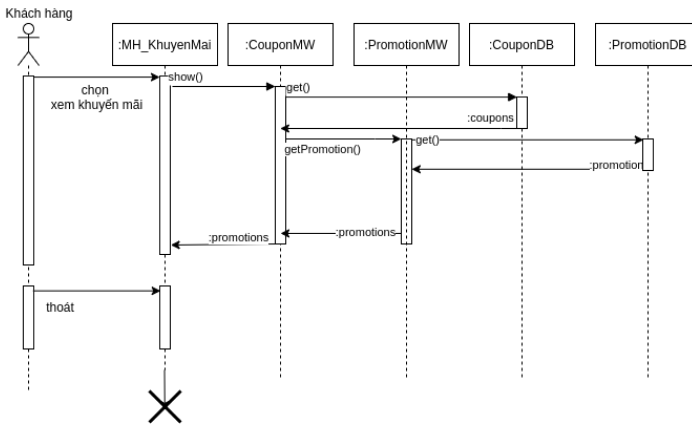 Khách hàng
:MH_KhuyenMai
:CouponMW
:PromotionMW
:CouponDB
:PromotionDB
chọn
xem khuyến mãi
show()
get()
:coupons
getPromotion()
get()
:promotion
:promotions
:promotions
thoát